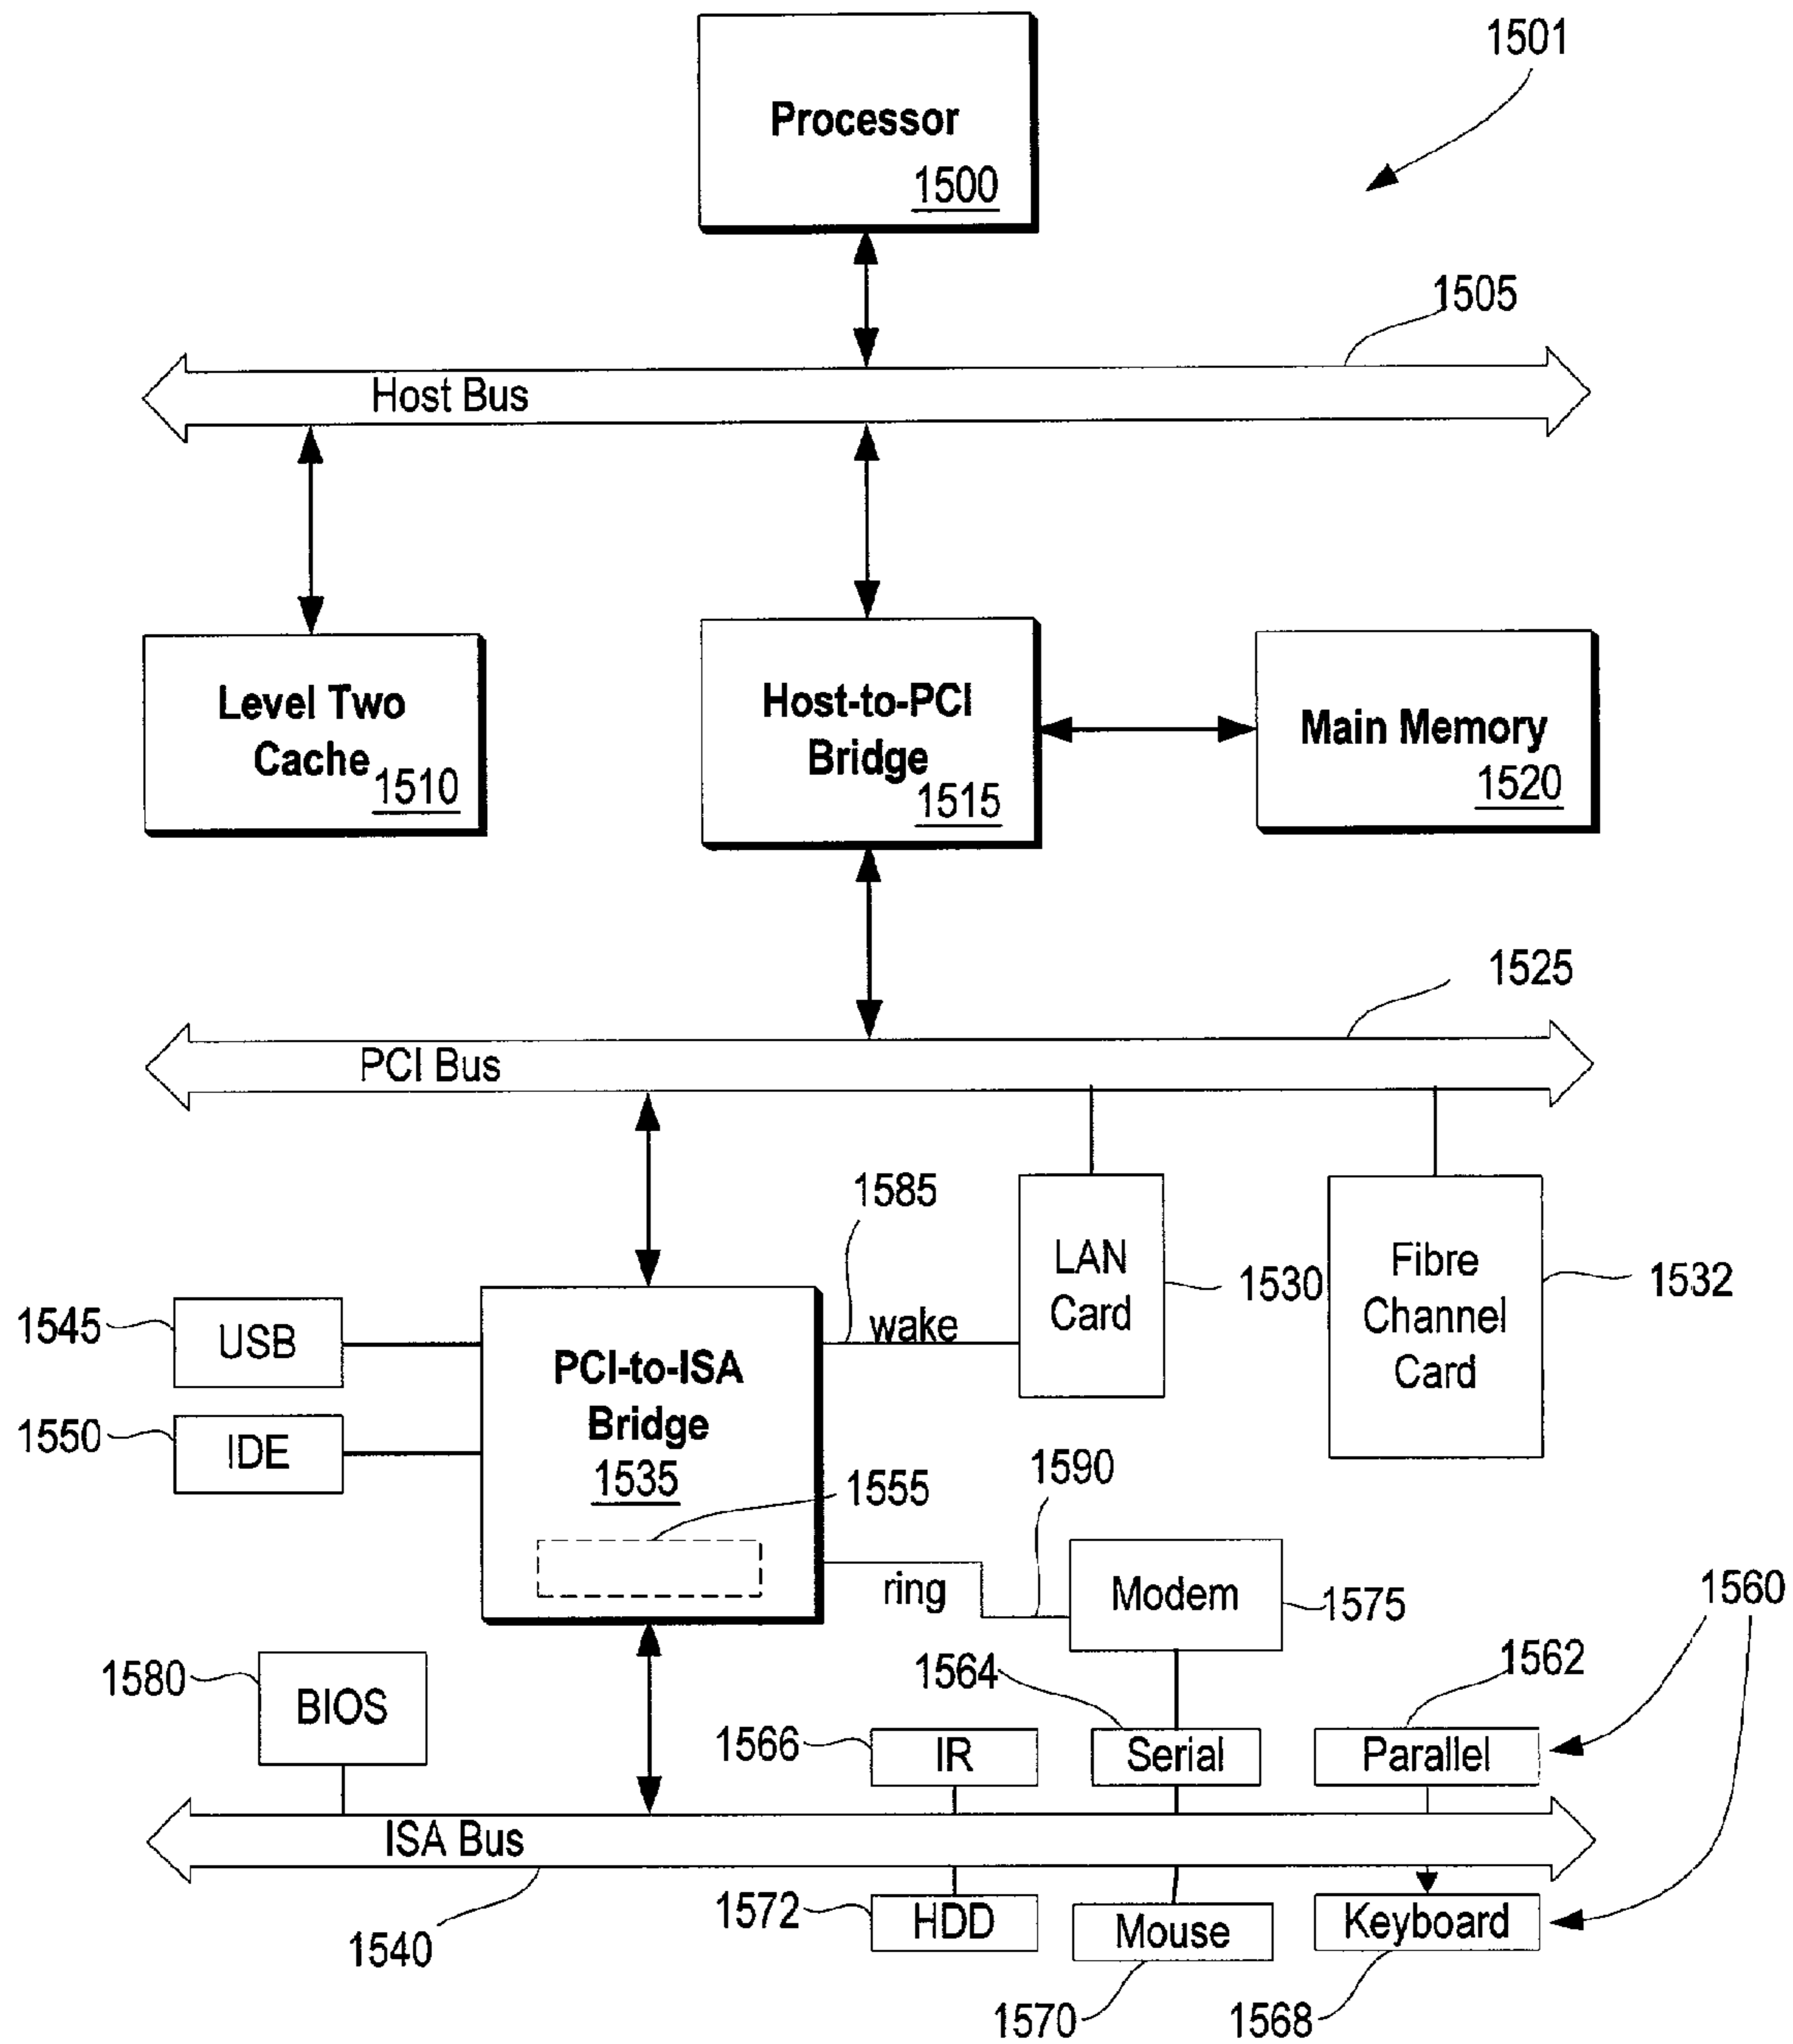 1501
Processor
1500
1505
Host Bus
Level Two
Cache
1510
Host-to-PCI
Bridge
1515
Main Memory
1520
1525
PCI Bus
1585
LAN
Card
1530
Fibre
Channel
Card
1532
1545
USB
wake
PCI-to-ISA
Bridge
1535
1550
IDE
1555
1590
ring
Modem
1575
1560
1580
BIOS
1564
1562
1566
IR
Serial
Parallel
ISA Bus
1540
1572
HDD
Mouse
Keyboard
1570
1568